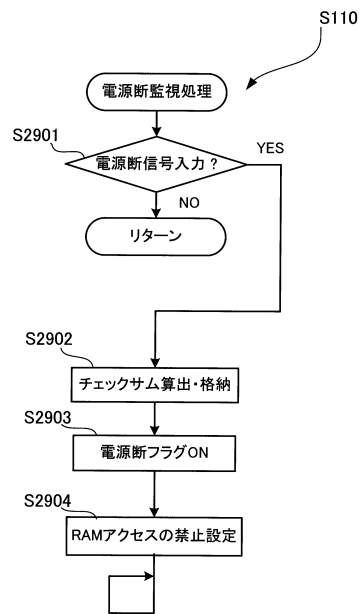 S110
電源断監視処理
S2901
電源断信号入力?
YES
NO
リターン
S2902
チェックサム算出・格納
S2903
電源断フラグON
S2904
RAMアクセスの禁止設定